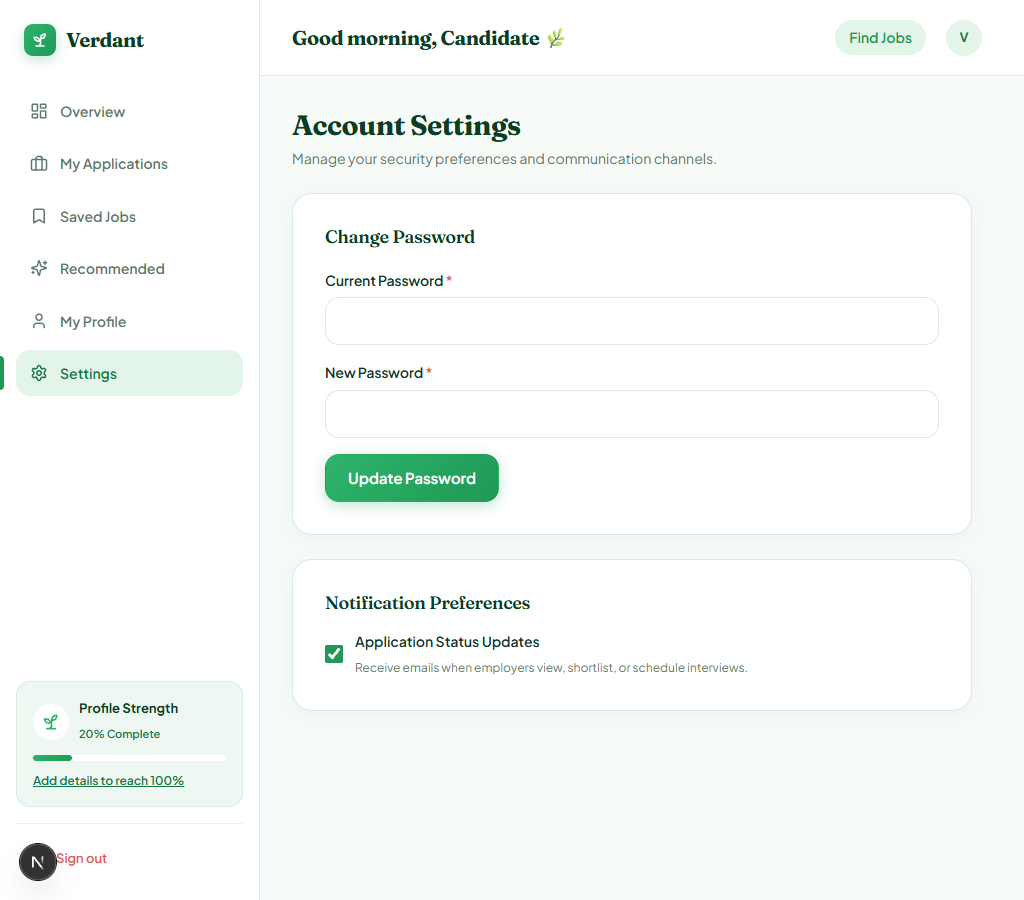 Verdant
Overview
My Applications
Saved Jobs
Recommended
My Profile
Settings
Profile Strength
20% Complete
Add details to reach 100%
N
Sign out
Good morning, Candidate 🌿
Find Jobs
V
Account Settings
Manage your security preferences and communication channels.
Change Password
Current Password *
New Password *
Update Password
Notification Preferences
Application Status Updates
Receive emails when employers view, shortlist, or schedule interviews.